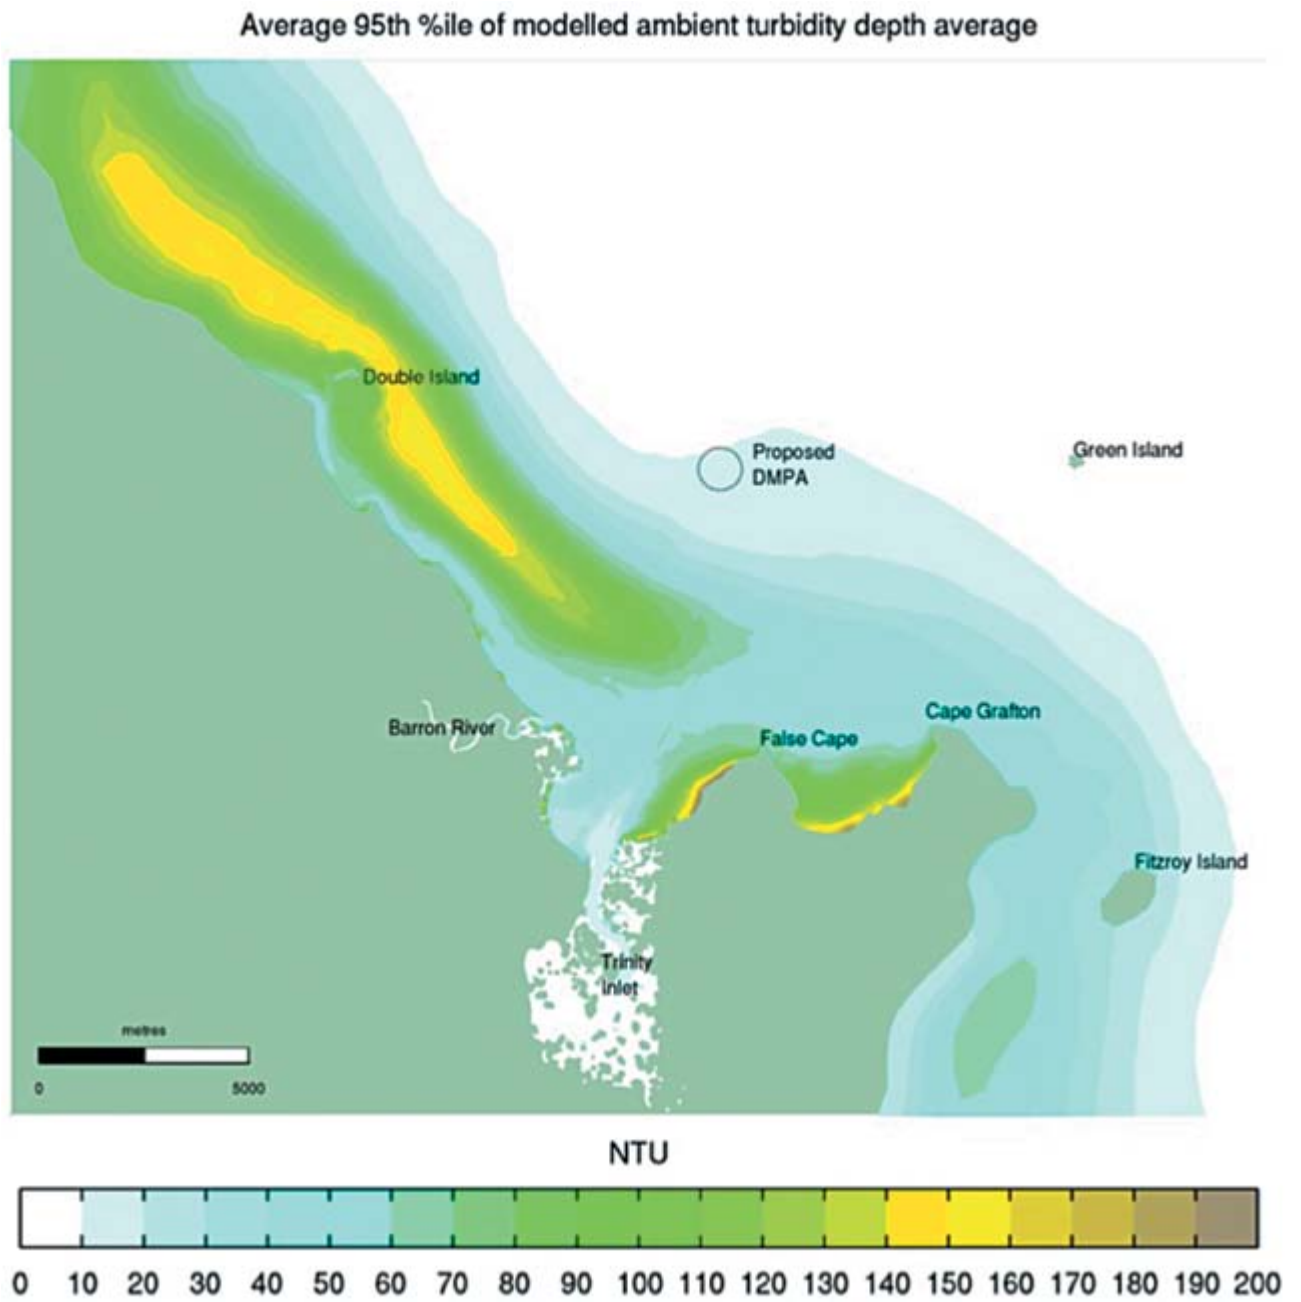 Average 95th %ile of modelled ambient turbidity depth average
Double Island
Proposed
DMPA
Green Island
Barron River
False Cape
Cape Grafton
Fitzroy Island
Trinity
Inlet
metres
0 5000
NTU
0 10 20 30 40 50 60 70 80 90 100 110 120 130 140 150 160 170 180 190 200